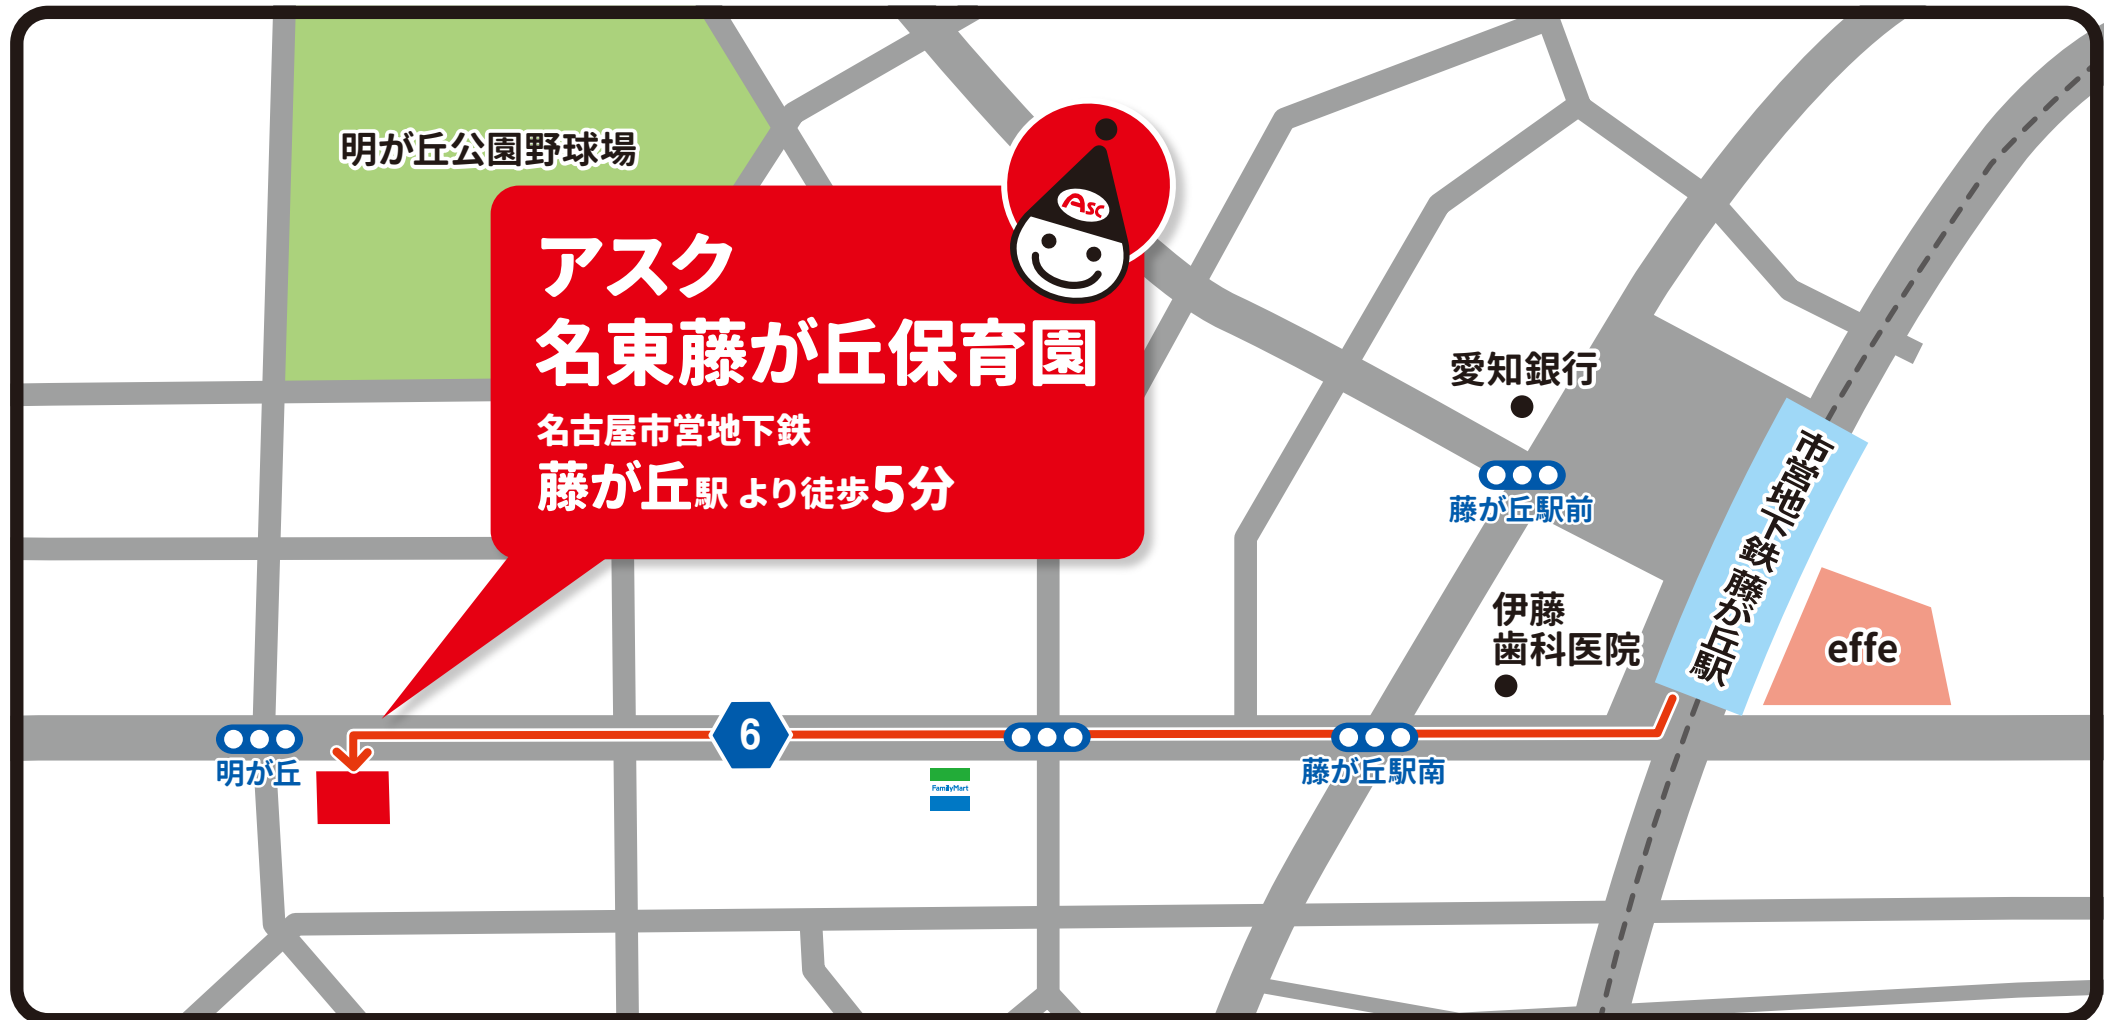 明が丘公園野球場
ASC
アスク
名東藤が丘保育園
名古屋市営地下鉄
藤が丘駅 より徒歩5分
愛知銀行
藤が丘駅前
市営地下鉄 藤が丘駅
伊藤
歯科医院
effe
6
明が丘
FamilyMart
藤が丘駅南